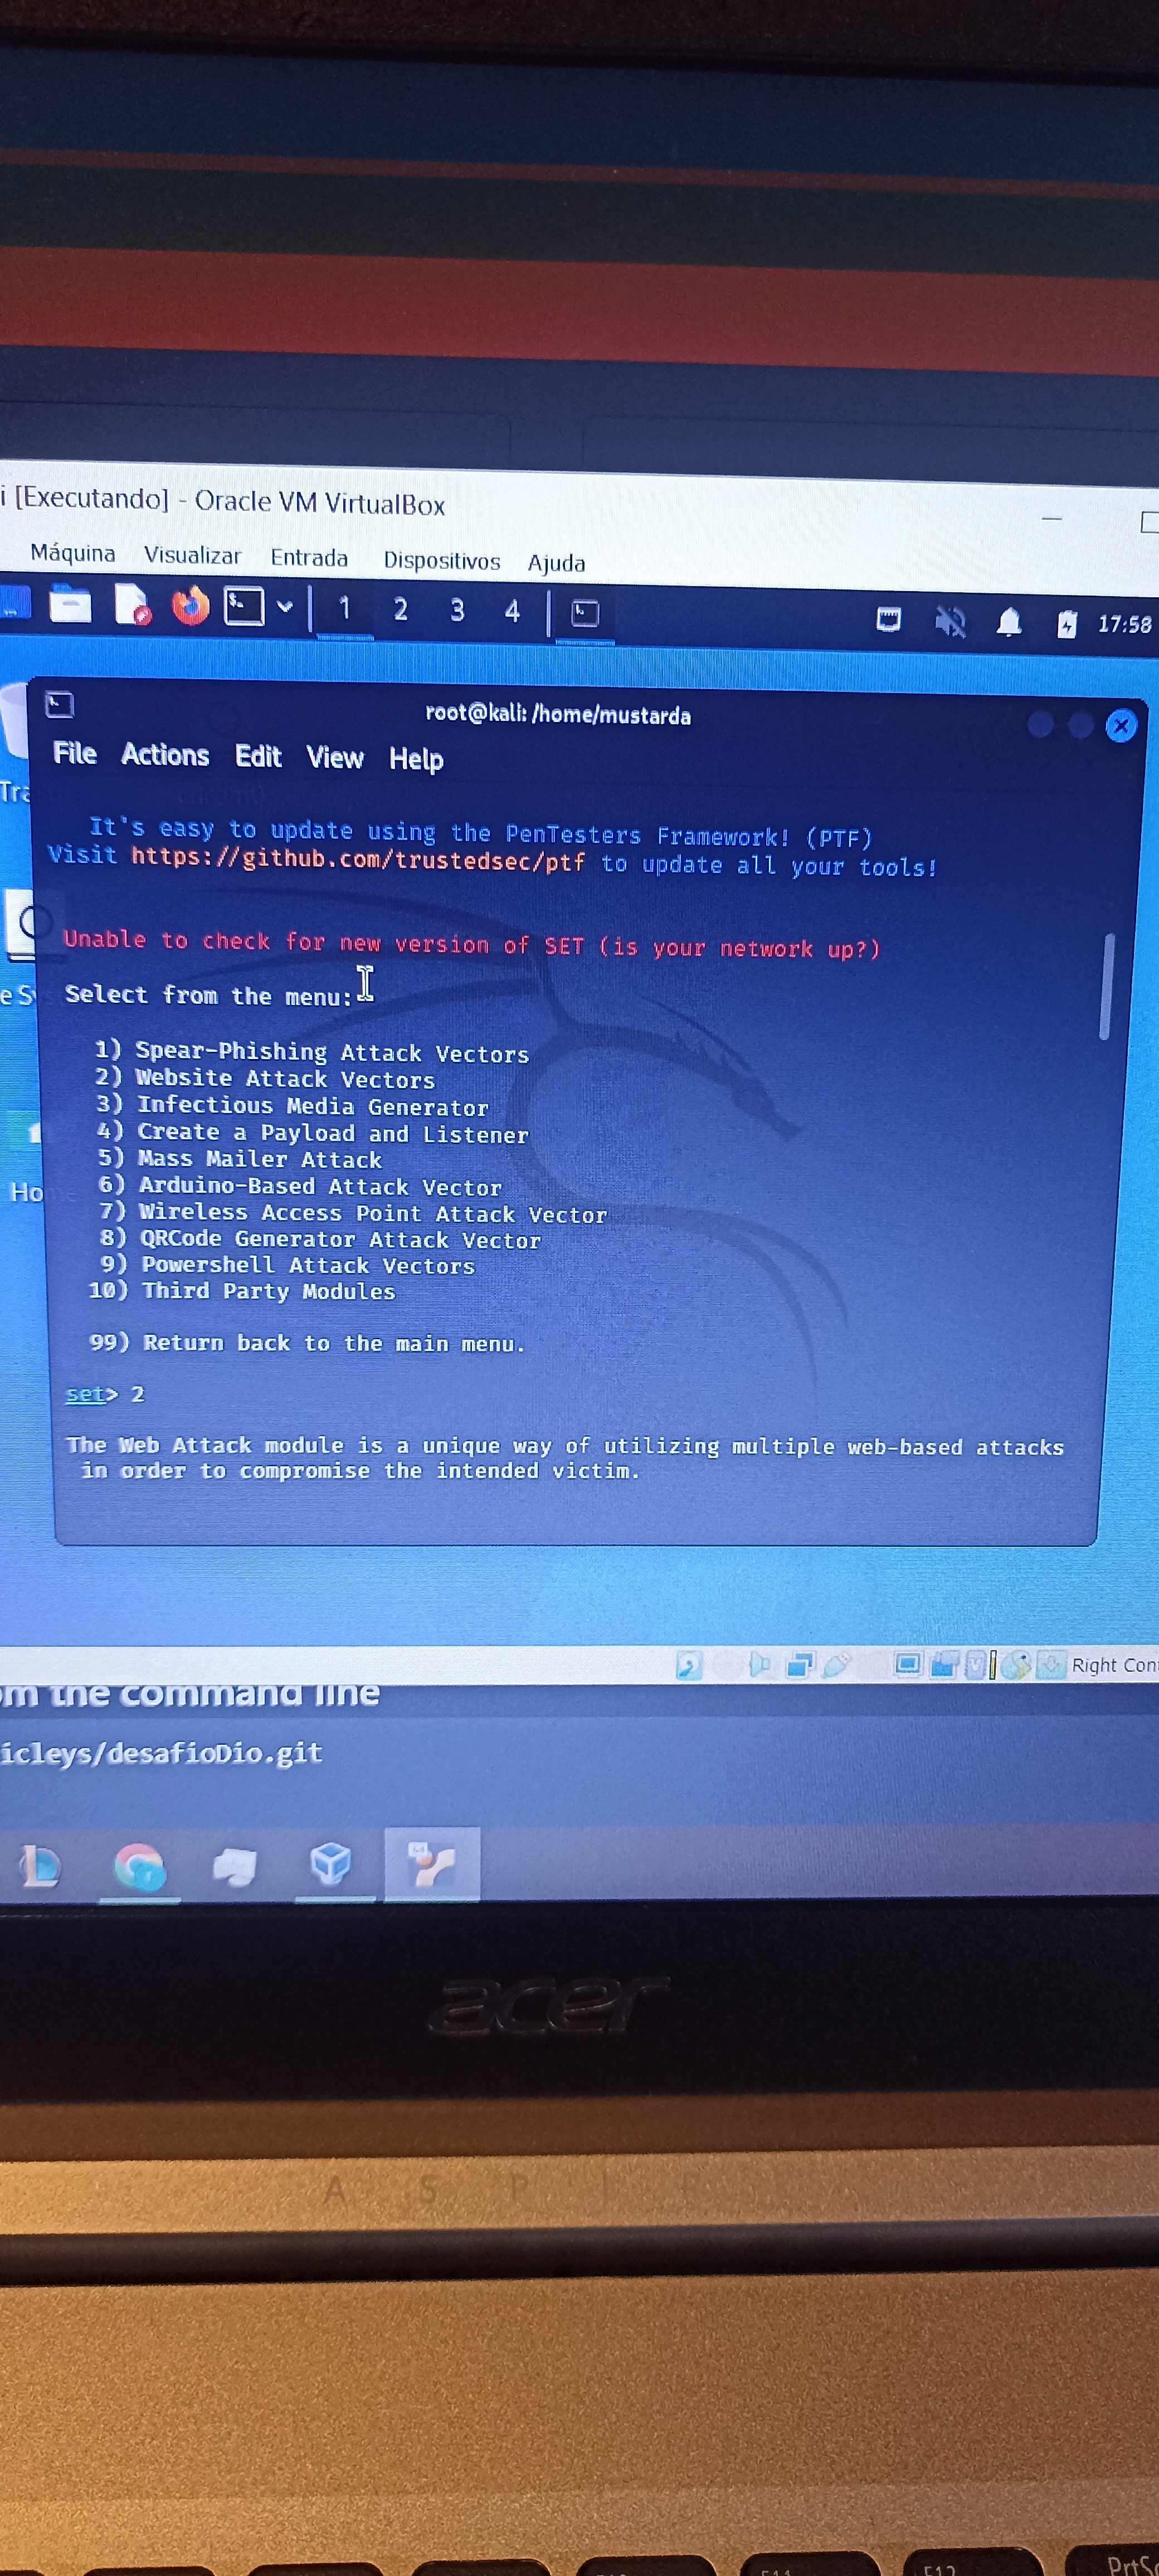 i [Executando] - Oracle VM VirtualBox
Máquina Visualizar Entrada Dispositivos Ajuda
1 2 3 4 17:58
root@kali: /home/mustarda
File Actions Edit View Help
It's easy to update using the PenTesters Framework! (PTF)
Visit https://github.com/trustedsec/ptf to update all your tools!
Unable to check for new version of SET (is your network up?)
Select from the menu:
1) Spear-Phishing Attack Vectors
2) Website Attack Vectors
3) Infectious Media Generator
4) Create a Payload and Listener
5) Mass Mailer Attack
6) Arduino-Based Attack Vector
7) Wireless Access Point Attack Vector
8) QRCode Generator Attack Vector
9) Powershell Attack Vectors
10) Third Party Modules
99) Return back to the main menu.
set> 2
The Web Attack module is a unique way of utilizing multiple web-based attacks
in order to compromise the intended victim.
Tra
e S
Ho
Right Con
om the command line
icleys/desafioDio.git
acer
A S P I R
F11 F12 PrtSc